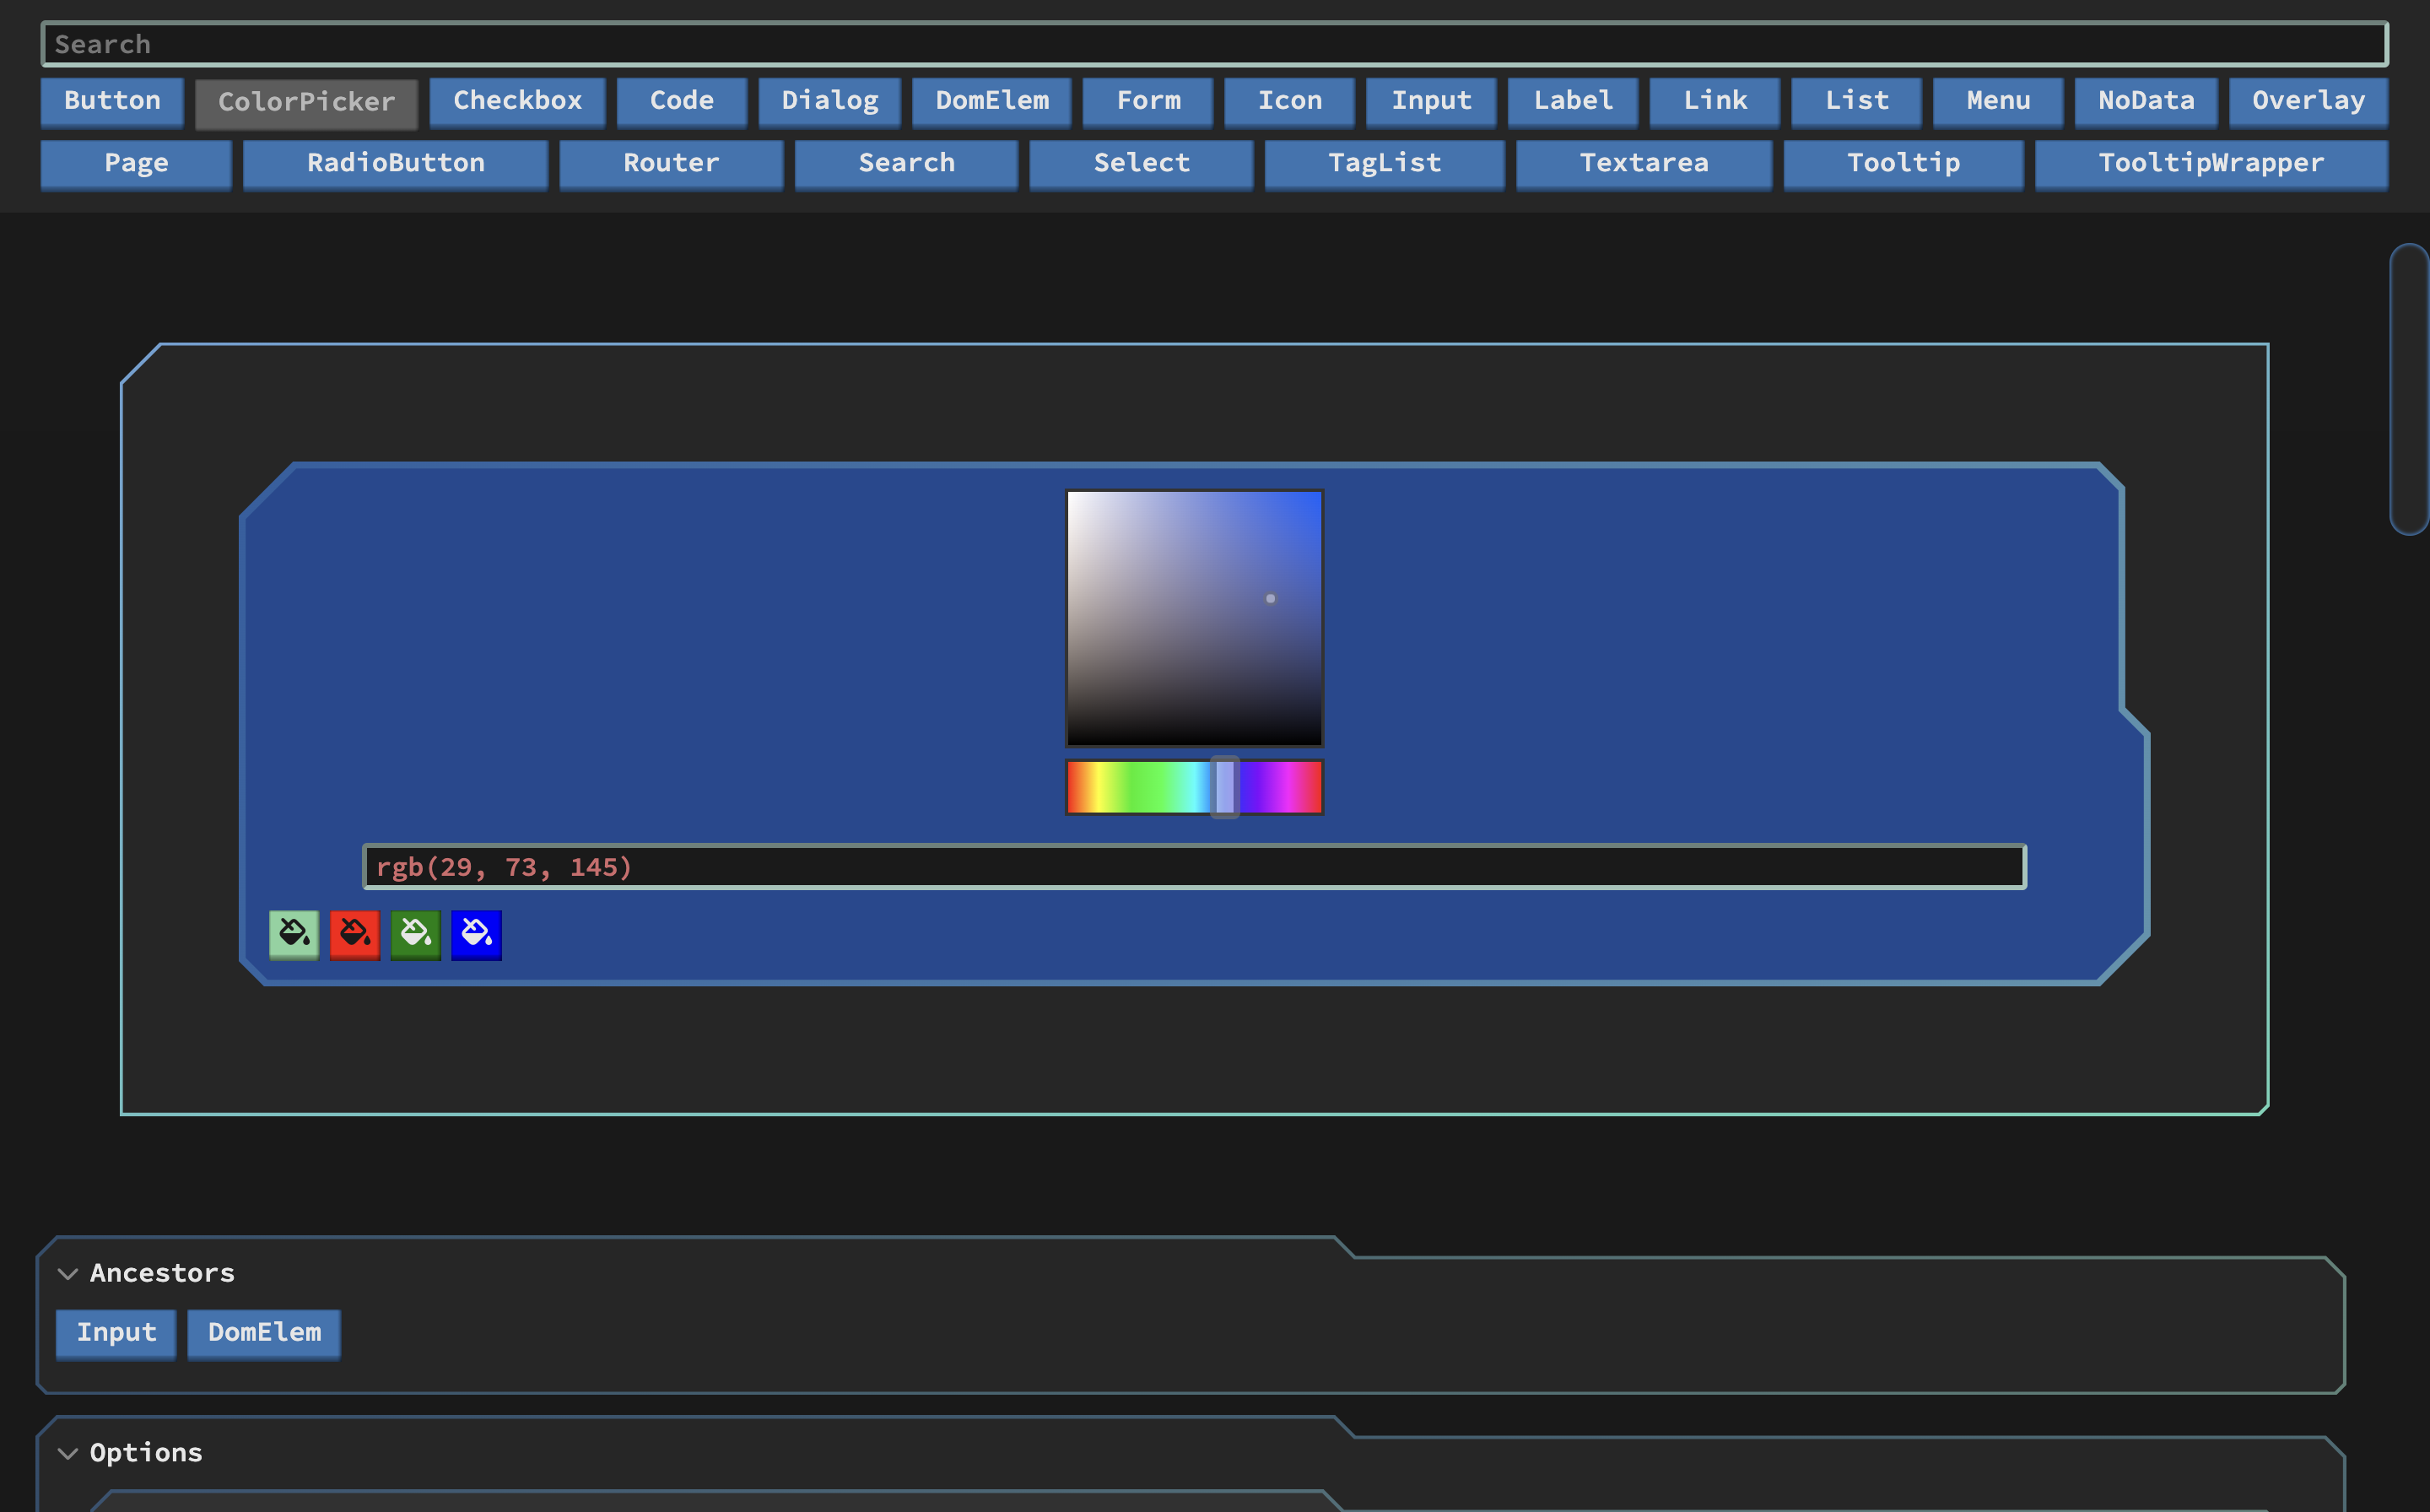 Search
Button ColorPicker Checkbox Code Dialog DomElem Form Icon Input Label Link List Menu NoData Overlay
Page RadioButton Router Search Select TagList Textarea Tooltip TooltipWrapper
rgb(29, 73, 145)
Ancestors
Input DomElem
Options